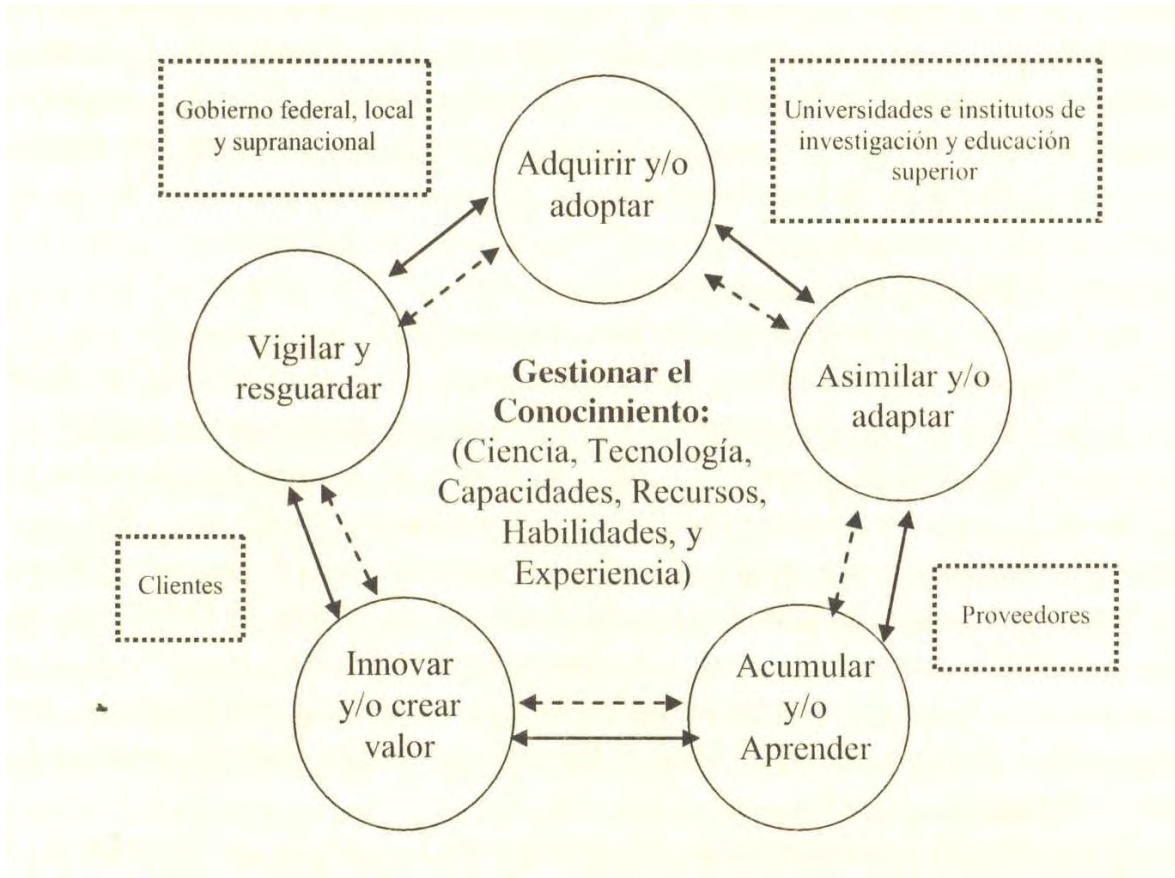 Gobierno federal, local
y supranacional
Universidades e institutos de
investigación y educación
superior
Adquirir y/o
adoptar
Vigilar y
resguardar
Gestionar el
Conocimiento:
(Ciencia, Tecnología,
Capacidades, Recursos,
Habilidades, y
Experiencia)
Asimilar y/o
adaptar
Clientes
Proveedores
Innovar
y/o crear
valor
Acumular
y/o
Aprender